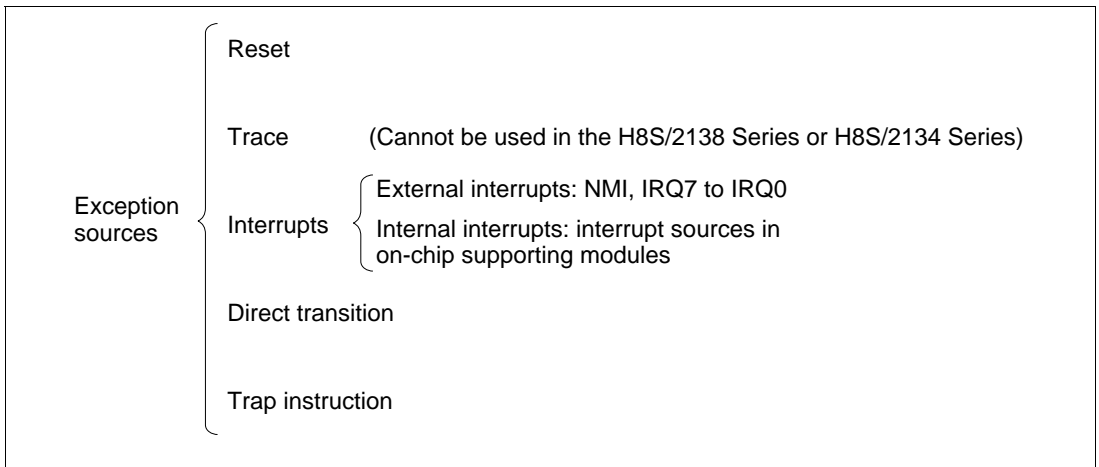 Reset
Trace (Cannot be used in the H8S/2138 Series or H8S/2134 Series)
Exception
sources
Interrupts
External interrupts: NMI, IRQ7 to IRQ0
Internal interrupts: interrupt sources in
on-chip supporting modules
Direct transition
Trap instruction